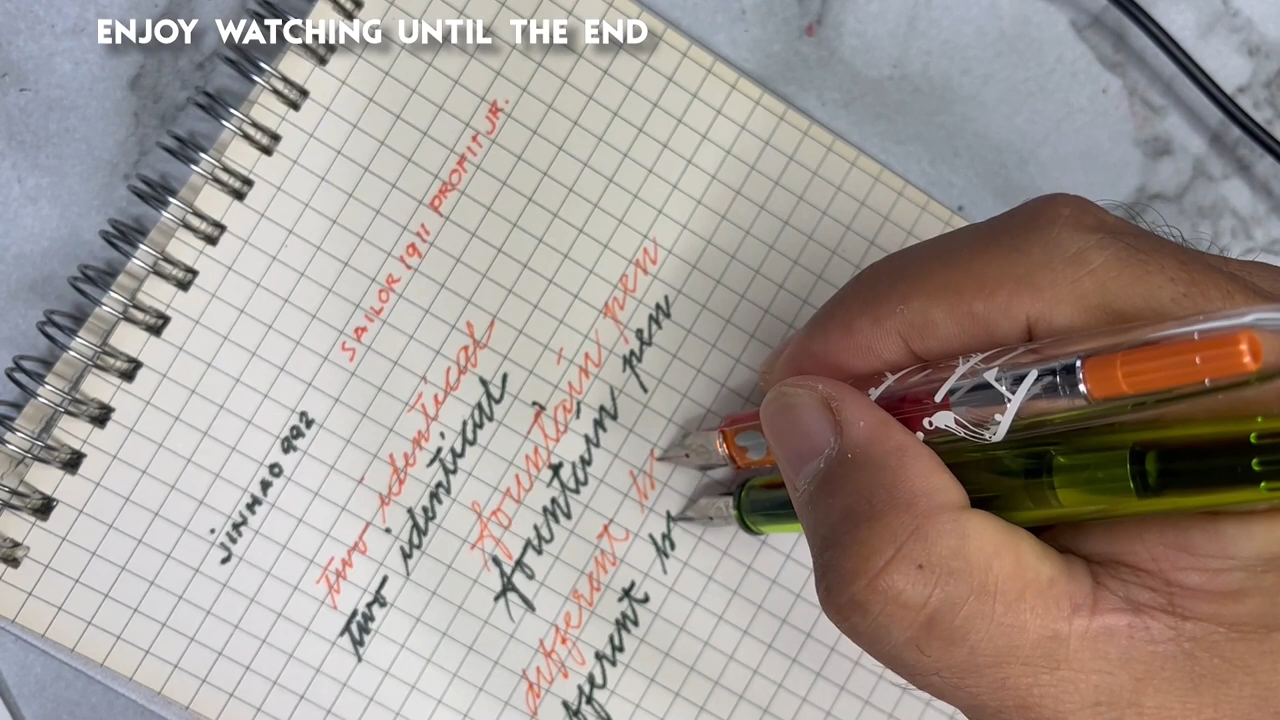 ENJOY WATCHING UNTIL THE END
SAILOR 1911 PROFIT JR.
JINHAO 992
two identical
two identical
fountain pen
fountain pen
different